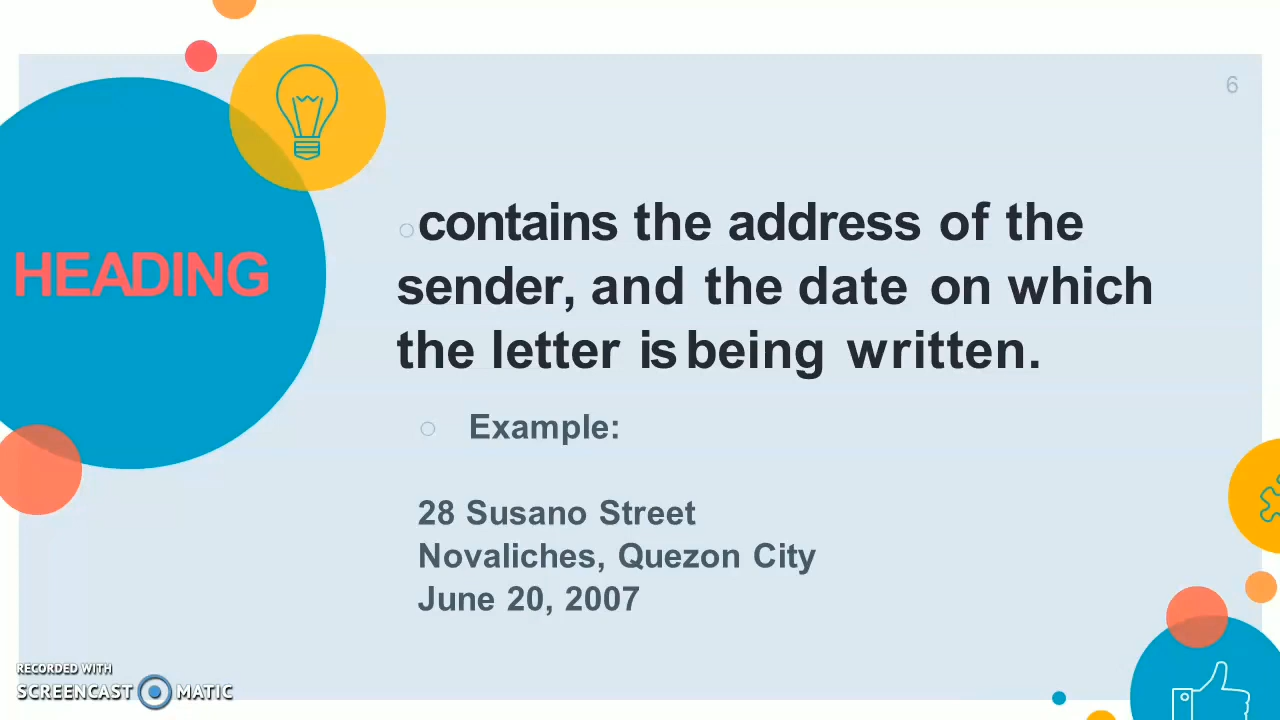 6
HEADING
contains the address of the
sender, and the date on which
the letter is being written.
Example:
28 Susano Street
Novaliches, Quezon City
June 20, 2007
RECORDED WITH
SCREENCAST MATIC